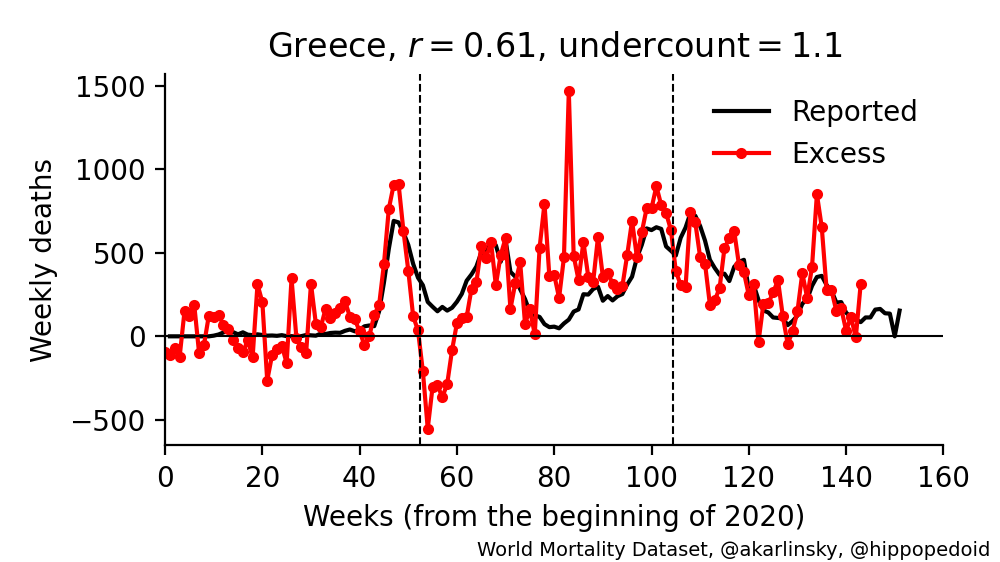 Greece, r = 0.61, undercount = 1.1
Reported
Excess
Weekly deaths
1500
1000
500
0
−500
0 20 40 60 80 100 120 140 160
Weeks (from the beginning of 2020)
World Mortality Dataset, @akarlinsky, @hippopedoid